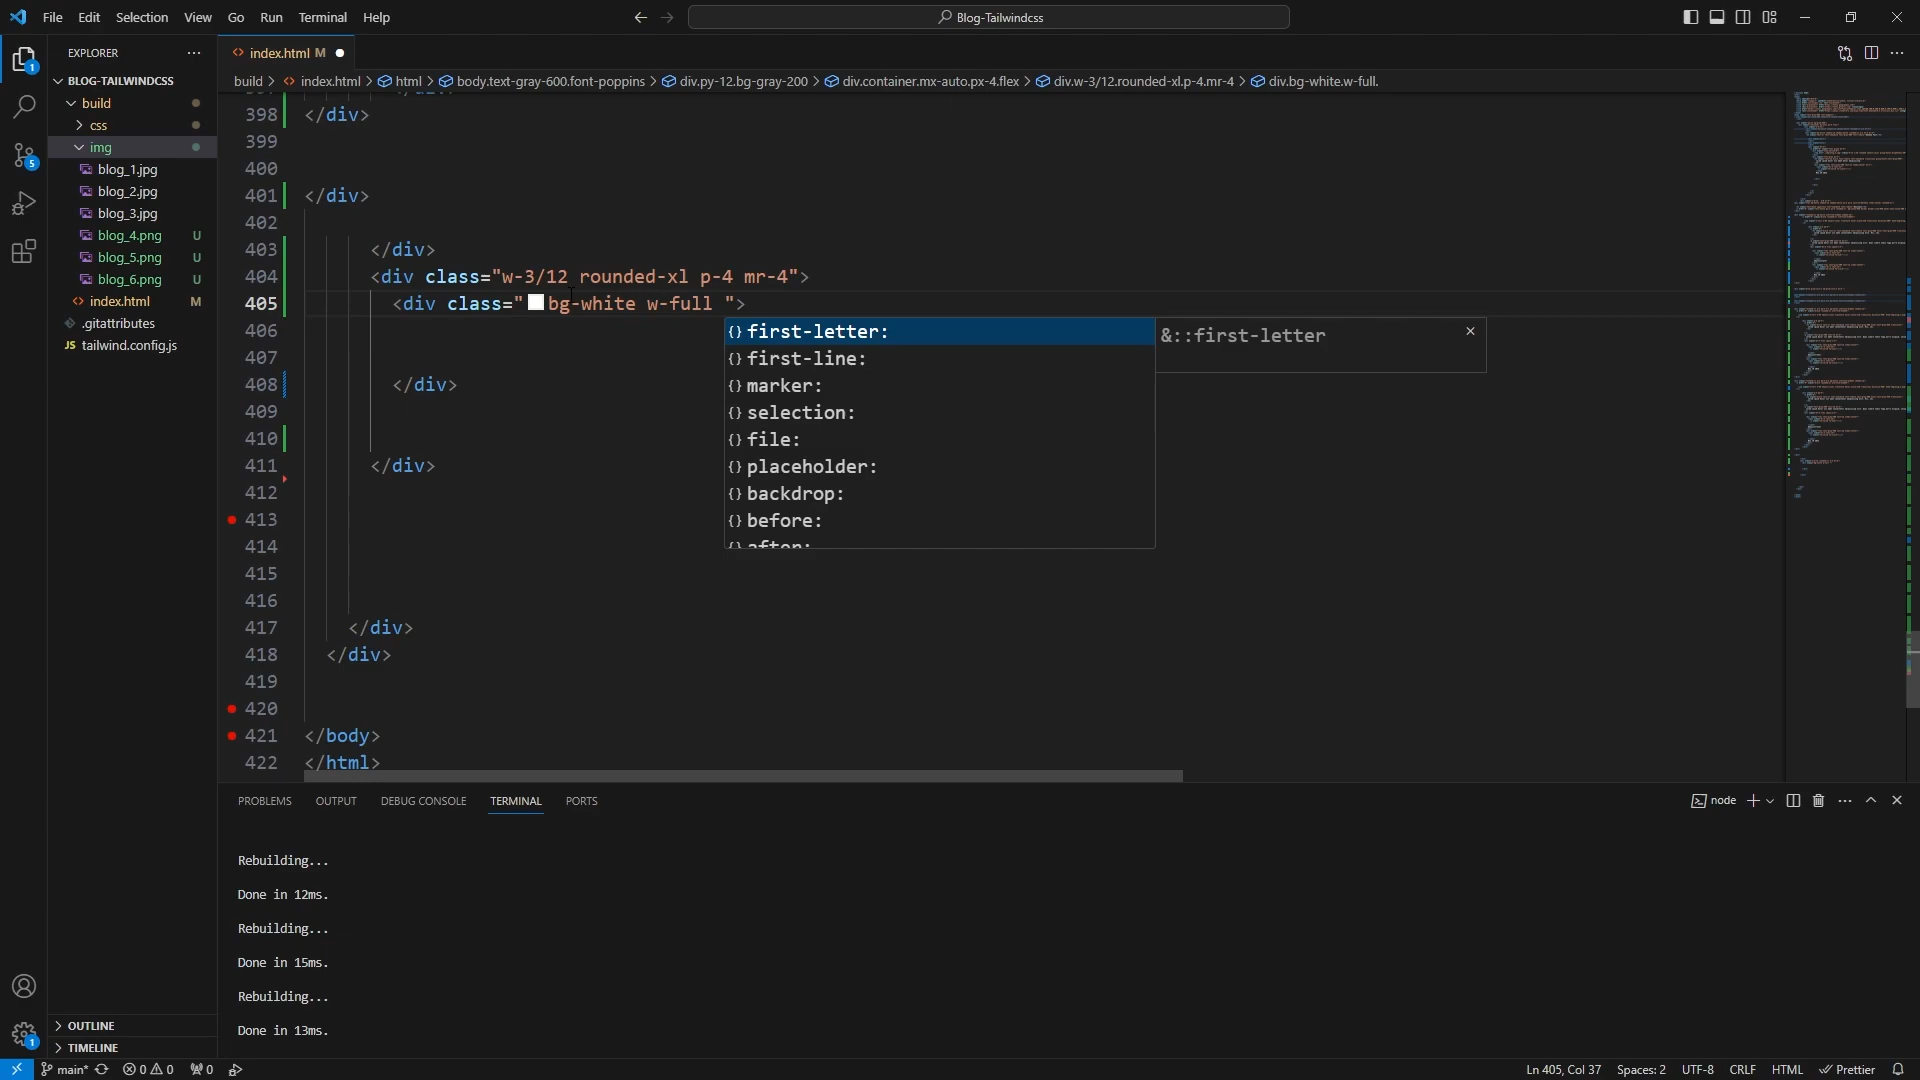 File Edit Selection View Go Run Terminal Help
Blog-Tailwindcss
EXPLORER
index.html M
BLOG-TAILWINDCSS
build
css
img
blog_1.jpg
blog_2.jpg
blog_3.jpg
blog_4.png U
blog_5.png U
blog_6.png U
index.html M
.gitattributes
JS tailwind.config.js
OUTLINE
TIMELINE
build > index.html > html > body.text-gray-600.font-poppins > div.py-12.bg-gray-200 > div.container.mx-auto.px-4.flex > div.w-3/12.rounded-xl.p-4.mr-4 > div.bg-white.w-full.
398 </div>
399
400
401 </div>
402
403 </div>
404 <div class="w-3/12 rounded-xl p-4 mr-4">
405 <div class="bg-white w-full ">
406
407
408 </div>
409
410
411 </div>
412
413
414
415
416
417 </div>
418 </div>
419
420
421 </body>
422 </html>
{} first-letter:
{} first-line:
{} marker:
{} selection:
{} file:
{} placeholder:
{} backdrop:
{} before:
{} after:
&::first-letter
PROBLEMS OUTPUT DEBUG CONSOLE TERMINAL PORTS
node
Rebuilding...
Done in 12ms.
Rebuilding...
Done in 15ms.
Rebuilding...
Done in 13ms.
1
5
1
main* 0 0 0
Ln 405, Col 37 Spaces: 2 UTF-8 CRLF HTML Prettier